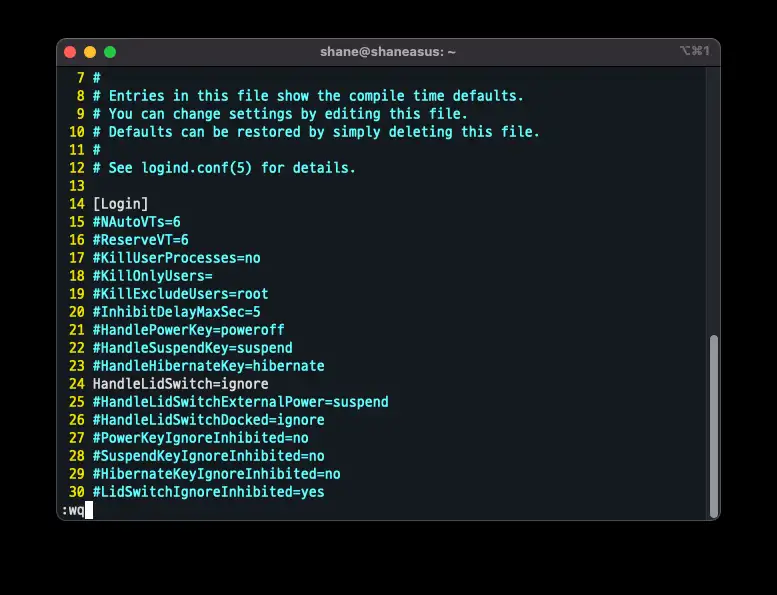 shane@shaneasus: ~ ⌥⌘1
7 #
8 # Entries in this file show the compile time defaults.
9 # You can change settings by editing this file.
10 # Defaults can be restored by simply deleting this file.
11 #
12 # See logind.conf(5) for details.
13
14 [Login]
15 #NAutoVTs=6
16 #ReserveVT=6
17 #KillUserProcesses=no
18 #KillOnlyUsers=
19 #KillExcludeUsers=root
20 #InhibitDelayMaxSec=5
21 #HandlePowerKey=poweroff
22 #HandleSuspendKey=suspend
23 #HandleHibernateKey=hibernate
24 HandleLidSwitch=ignore
25 #HandleLidSwitchExternalPower=suspend
26 #HandleLidSwitchDocked=ignore
27 #PowerKeyIgnoreInhibited=no
28 #SuspendKeyIgnoreInhibited=no
29 #HibernateKeyIgnoreInhibited=no
30 #LidSwitchIgnoreInhibited=yes
:wq